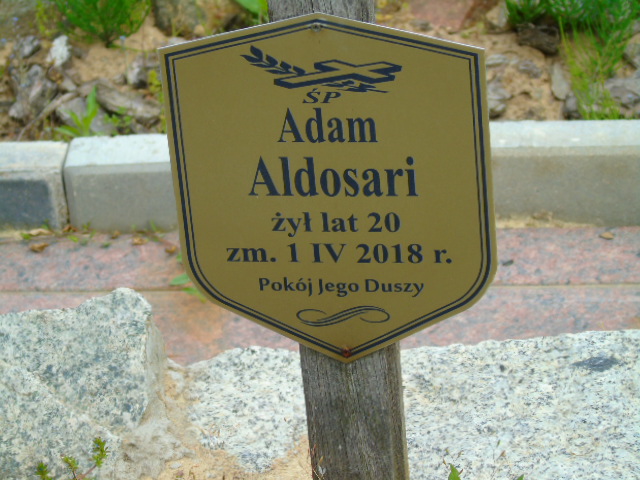 ŚP
Adam
Aldosari
żył lat 20
zm. 1 IV 2018 r.
Pokój Jego Duszy